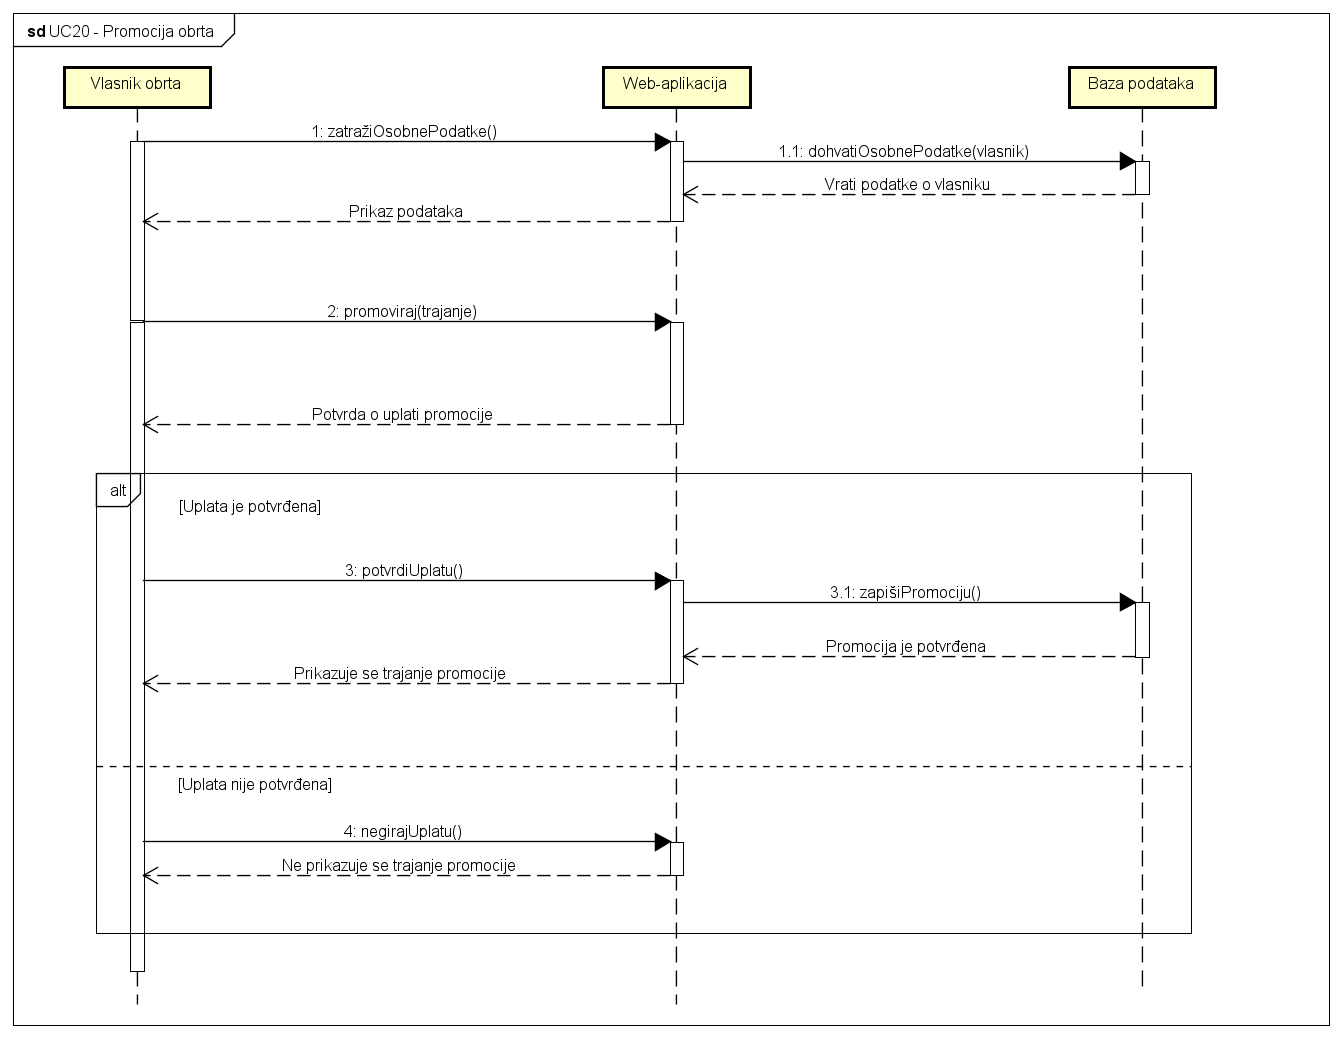 sd UC20 - Promocija obrta
Vlasnik obrta
Web-aplikacija
Baza podataka
1: zatražiOsobnePodatke()
1.1: dohvatiOsobnePodatke(vlasnik)
Vrati podatke o vlasniku
Prikaz podataka
2: promoviraj(trajanje)
Potvrda o uplati promocije
alt
[Uplata je potvrđena]
3: potvrdiUplatu()
3.1: zapišiPromociju()
Promocija je potvrđena
Prikazuje se trajanje promocije
[Uplata nije potvrđena]
4: negirajUplatu()
Ne prikazuje se trajanje promocije